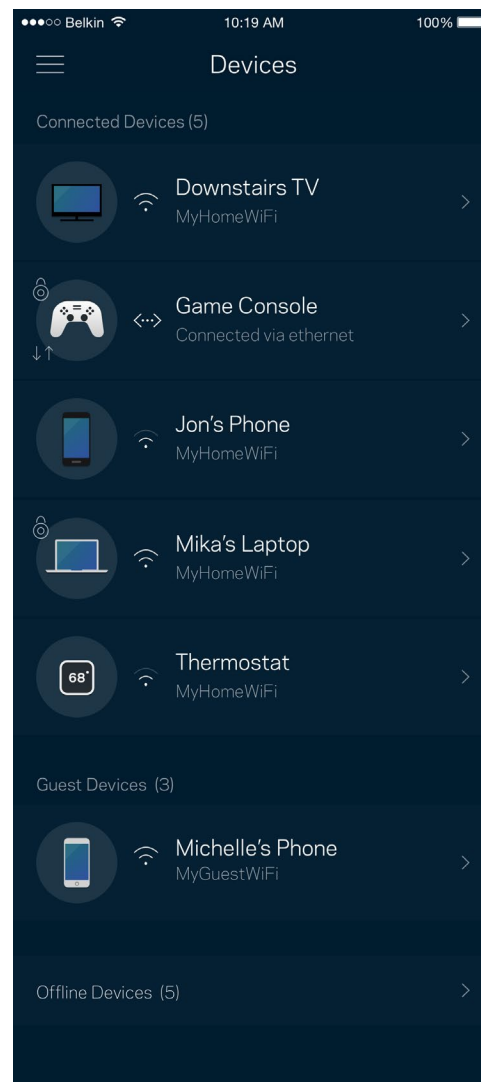 Belkin 10:19 AM 100%
Devices
Connected Devices (5)
Downstairs TV
MyHomeWiFi
Game Console
Connected via ethernet
Jon’s Phone
MyHomeWiFi
Mika’s Laptop
MyHomeWiFi
68°
Thermostat
MyHomeWiFi
Guest Devices (3)
Michelle’s Phone
MyGuestWiFi
Offline Devices (5)